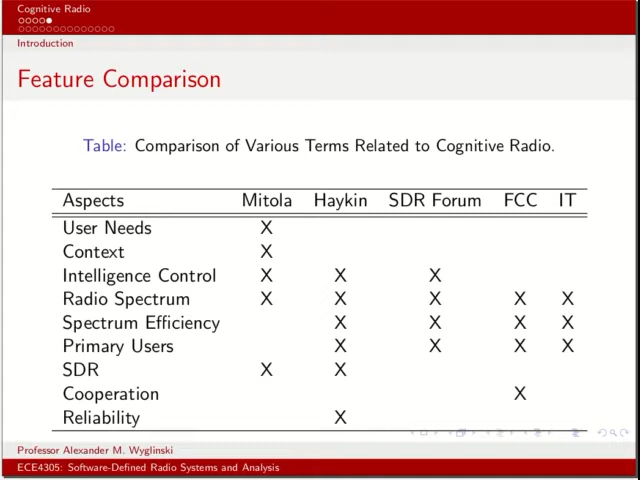 Cognitive Radio
Introduction
Feature Comparison
Table: Comparison of Various Terms Related to Cognitive Radio.
Aspects Mitola Haykin SDR Forum FCC IT
User Needs X
Context X
Intelligence Control X X X
Radio Spectrum X X X X X
Spectrum Efficiency X X X X
Primary Users X X X X
SDR X X
Cooperation X
Reliability X
Professor Alexander M. Wyglinski
ECE4305: Software-Defined Radio Systems and Analysis